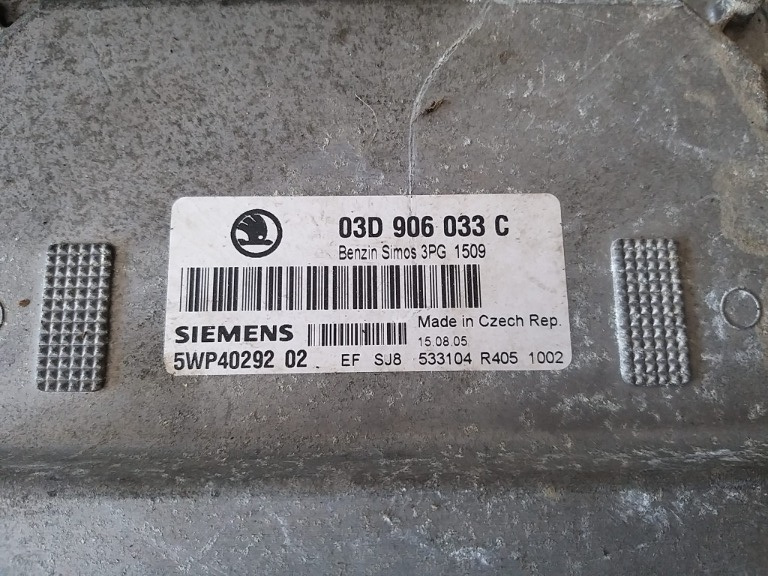 03D 906 033 C
Benzin Simos 3PG 1509
SIEMENS
Made in Czech Rep.
15.08.05
5WP40292 02 EF SJ8 533104 R405 1002